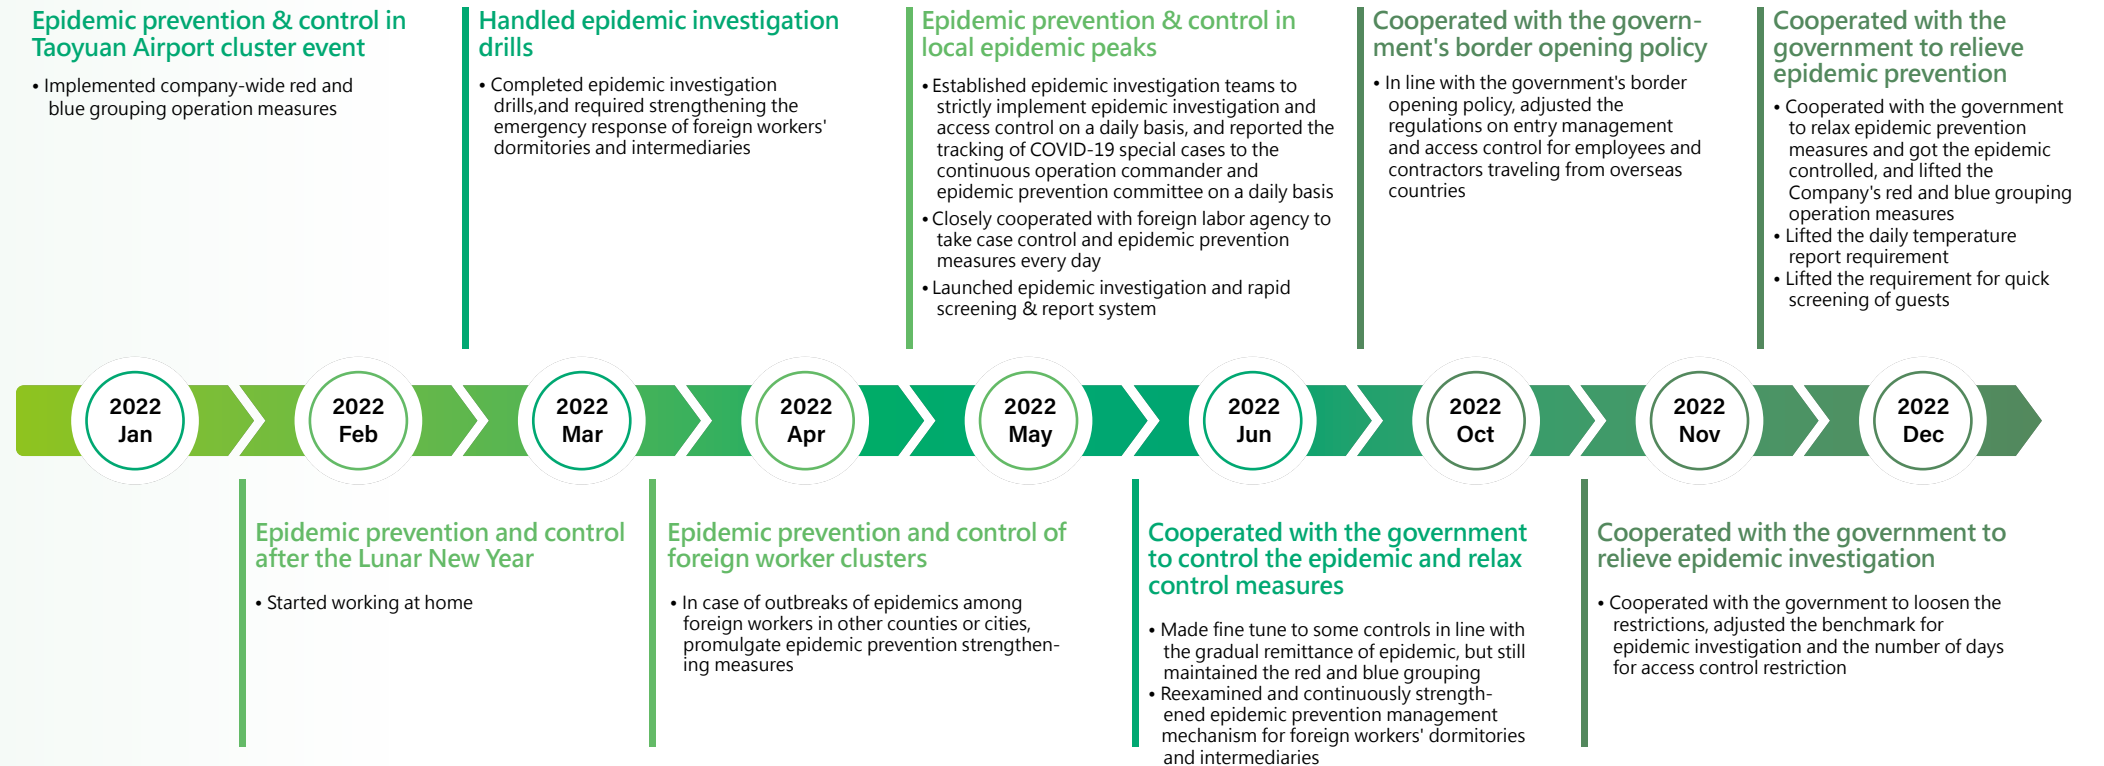 Epidemic prevention & control in
Taoyuan Airport cluster event
• Implemented company-wide red and
blue grouping operation measures
Handled epidemic investigation
drills
• Completed epidemic investigation
drills,and required strengthening the
emergency response of foreign workers'
dormitories and intermediaries
Epidemic prevention & control in
local epidemic peaks
• Established epidemic investigation teams to
strictly implement epidemic investigation and
access control on a daily basis, and reported the
tracking of COVID-19 special cases to the
continuous operation commander and
epidemic prevention committee on a daily basis
• Closely cooperated with foreign labor agency to
take case control and epidemic prevention
measures every day
• Launched epidemic investigation and rapid
screening & report system
Cooperated with the govern-
ment's border opening policy
• In line with the government's border
opening policy, adjusted the
regulations on entry management
and access control for employees and
contractors traveling from overseas
countries
Cooperated with the
government to relieve
epidemic prevention
• Cooperated with the government
to relax epidemic prevention
measures and got the epidemic
controlled, and lifted the
Company's red and blue grouping
operation measures
• Lifted the daily temperature
report requirement
• Lifted the requirement for quick
screening of guests
2022
Jan
2022
Feb
2022
Mar
2022
Apr
2022
May
2022
Jun
2022
Oct
2022
Nov
2022
Dec
Epidemic prevention and control
after the Lunar New Year
• Started working at home
Epidemic prevention and control of
foreign worker clusters
• In case of outbreaks of epidemics among
foreign workers in other counties or cities,
promulgate epidemic prevention strengthen-
ing measures
Cooperated with the government
to control the epidemic and relax
control measures
• Made fine tune to some controls in line with
the gradual remittance of epidemic, but still
maintained the red and blue grouping
• Reexamined and continuously strength-
ened epidemic prevention management
mechanism for foreign workers' dormitories
and intermediaries
Cooperated with the government to
relieve epidemic investigation
• Cooperated with the government to loosen the
restrictions, adjusted the benchmark for
epidemic investigation and the number of days
for access control restriction